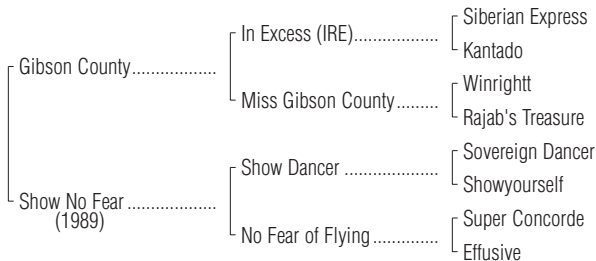 Siberian Express
In Excess (IRE)..................
Kantado
Gibson County..................
Winrightt
Miss Gibson County.........
Rajab's Treasure
Sovereign Dancer
Show Dancer ....................
Showyourself
Show No Fear ...................
(1989)
Super Concorde
No Fear of Flying..............
Effusive